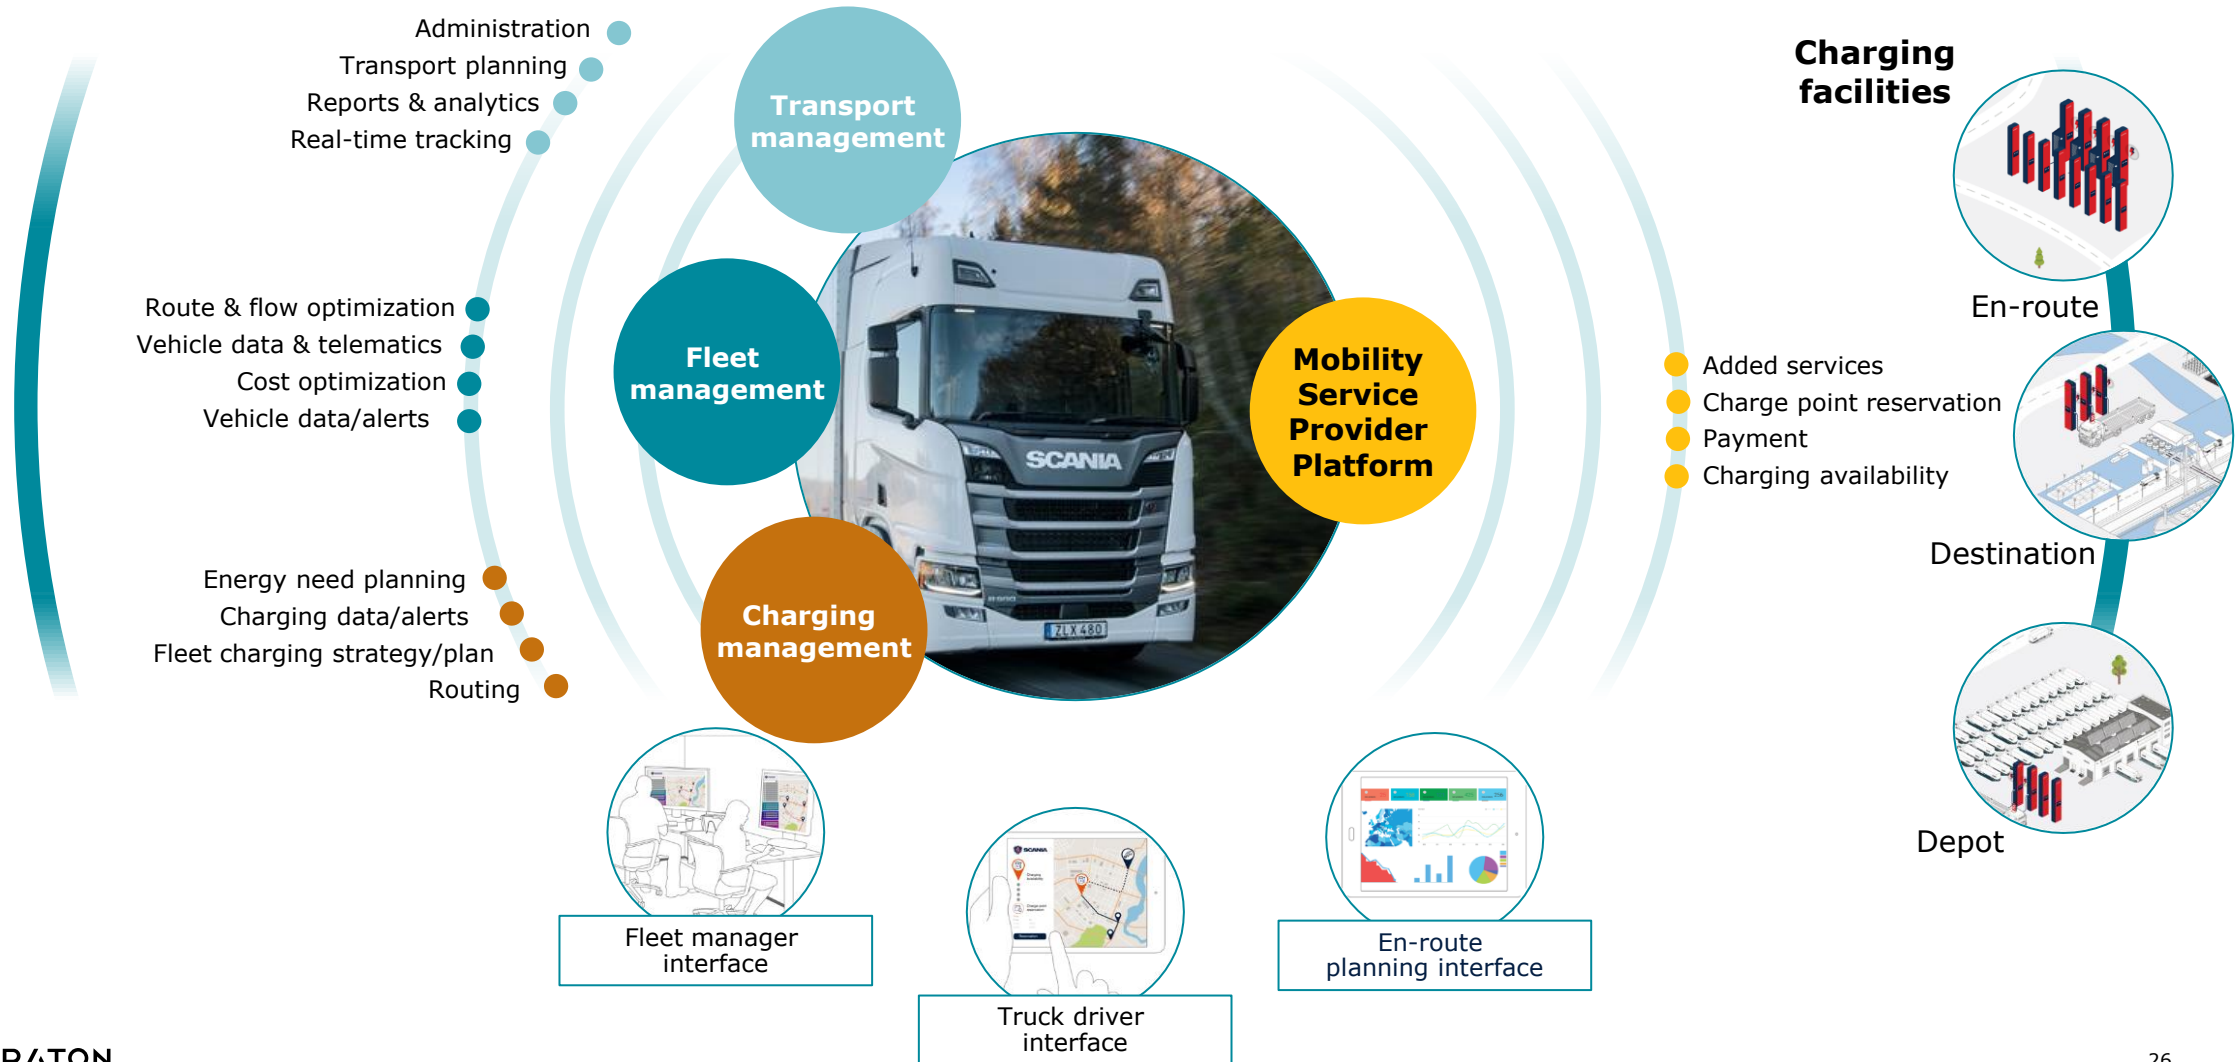 Administration
Transport planning
Reports & analytics
Real-time tracking
Transport
management
Route & flow optimization
Vehicle data & telematics
Cost optimization
Vehicle data/alerts
Fleet
management
Energy need planning
Charging data/alerts
Fleet charging strategy/plan
Routing
Charging
management
SCANIA
ZLX 480
Mobility
Service
Provider
Platform
Added services
Charge point reservation
Payment
Charging availability
Charging
facilities
En-route
Destination
Depot
Fleet manager
interface
SCANIA
Truck driver
interface
En-route
planning interface
26